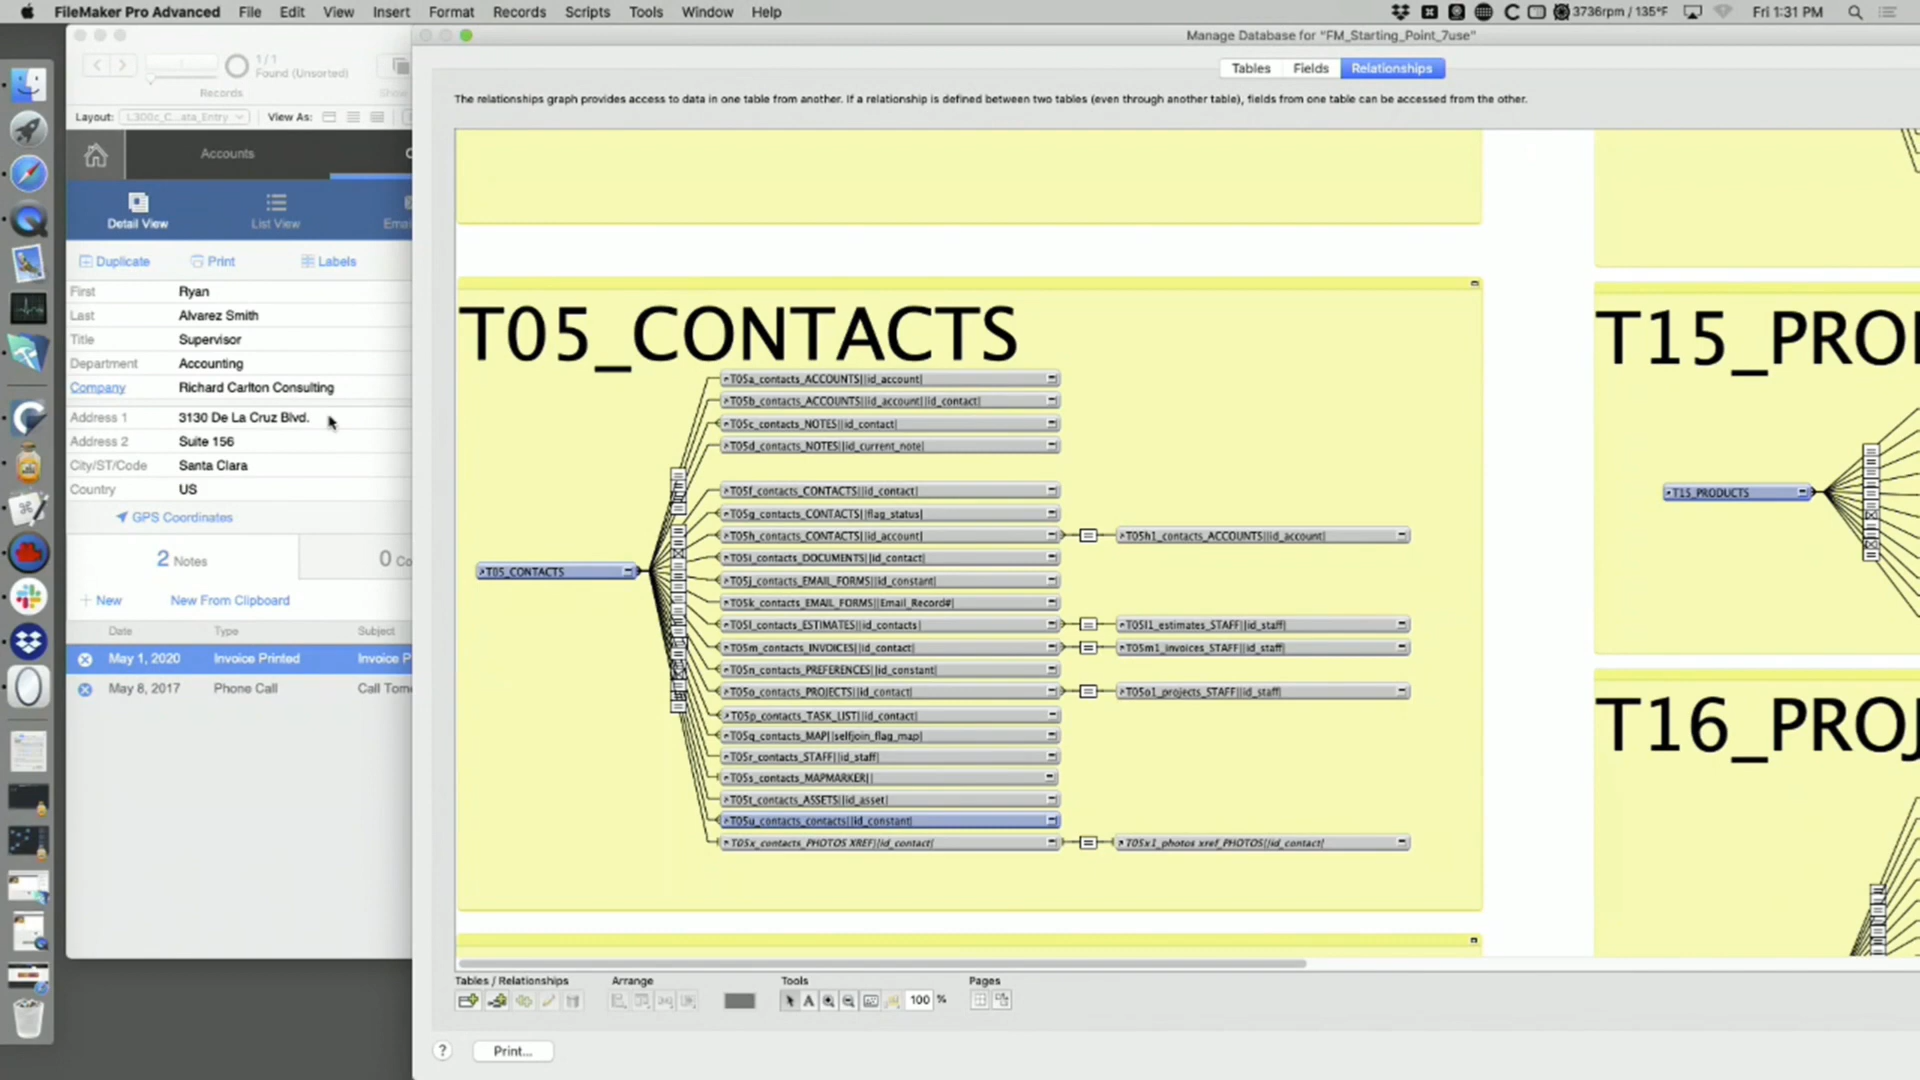 FileMaker Pro Advanced File Edit View Insert Format Records Scripts Tools Window Help 3736rpm / 135°F Fri 1:31 PM
Manage Database for "FM_Starting_Point_7use"
1 / 1
Found (Unsorted)
Records
Show
Layout: L300c_C...ata_Entry View As:
Tables Fields Relationships
The relationships graph provides access to data in one table from another. If a relationship is defined between two tables (even through another table), fields from one table can be accessed from the other.
Accounts
C
Detail View
List View
Emai
Duplicate Print Labels
First Ryan
Last Alvarez Smith
Title Supervisor
Department Accounting
Company Richard Carlton Consulting
Address 1 3130 De La Cruz Blvd.
Address 2 Suite 156
City/ST/Code Santa Clara
Country US
GPS Coordinates
2 Notes
0 Co
New New From Clipboard
Date Type Subject
May 1, 2020 Invoice Printed Invoice P
May 8, 2017 Phone Call Call Tom
T05_CONTACTS
T05_CONTACTS
T05a_contacts_ACCOUNTS||id_account|
T05b_contacts_ACCOUNTS||id_account||id_contact|
T05c_contacts_NOTES||id_contact|
T05d_contacts_NOTES||id_current_note|
T05f_contacts_CONTACTS||id_contact|
T05g_contacts_CONTACTS||flag_status|
T05h_contacts_CONTACTS||id_account|
T05h1_contacts_ACCOUNTS||id_account|
T05i_contacts_DOCUMENTS||id_contact|
T05j_contacts_EMAIL_FORMS||id_constant|
T05k_contacts_EMAIL_FORMS||Email_Record#|
T05l_contacts_ESTIMATES||id_contacts|
T05l1_estimates_STAFF||id_staff|
T05m_contacts_INVOICES||id_contact|
T05m1_invoices_STAFF||id_staff|
T05n_contacts_PREFERENCES||id_constant|
T05o_contacts_PROJECTS||id_contact|
T05o1_projects_STAFF||id_staff|
T05p_contacts_TASK_LIST||id_contact|
T05q_contacts_MAP||selfjoin_flag_map|
T05r_contacts_STAFF||id_staff|
T05s_contacts_MAPMARKER||
T05t_contacts_ASSETS||id_asset|
T05u_contacts_contacts||id_constant|
T05x_contacts_PHOTOS XREF||id_contact|
T05x1_photos xref_PHOTOS||id_contact|
T15_PRODU
T15_PRODUCTS
T16_PROJ
Tables / Relationships Arrange Tools Pages
A 100 %
? Print...